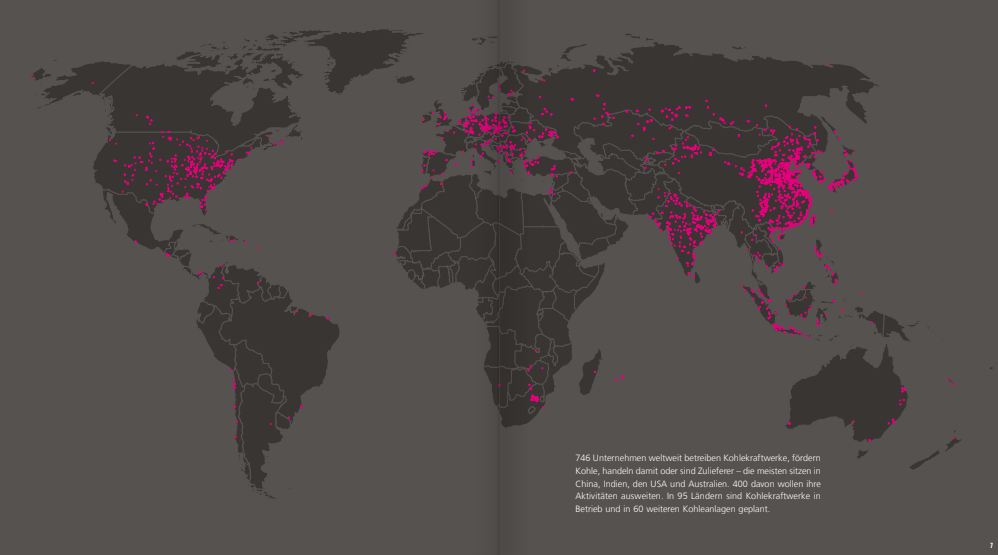 746 Unternehmen weltweit betreiben Kohlekraftwerke, fördern
Kohle, handeln damit oder sind Zulieferer – die meisten sitzen in
China, Indien, den USA und Australien. 400 davon wollen ihre
Aktivitäten ausweiten. In 95 Ländern sind Kohlekraftwerke in
Betrieb und in 60 weiteren Kohleanlagen geplant.
7